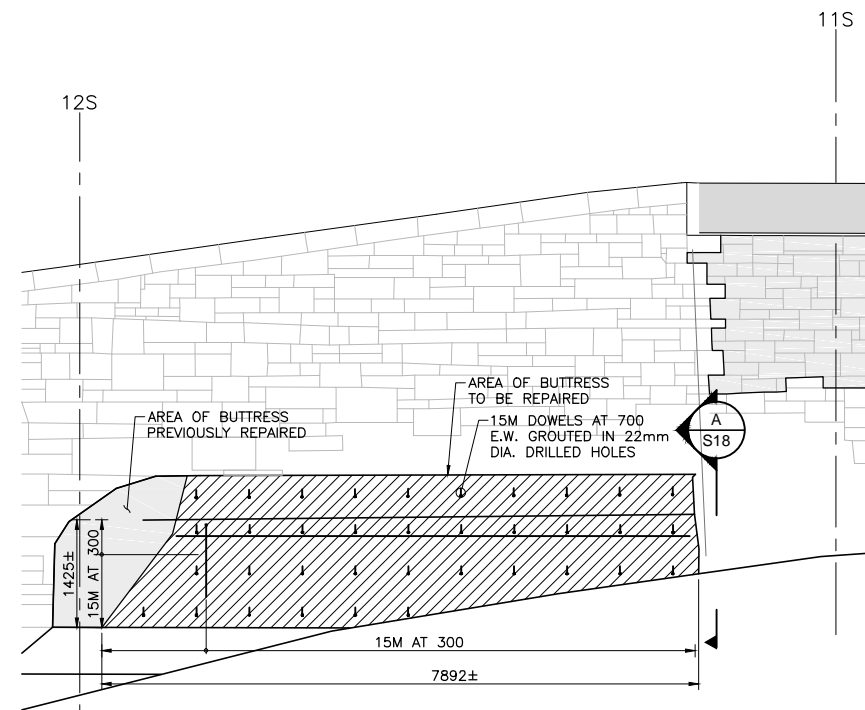 11S
12S
AREA OF BUTTRESS
TO BE REPAIRED
AREA OF BUTTRESS
PREVIOUSLY REPAIRED
15M DOWELS AT 700
E.W. GROUTED IN 22mm
DIA. DRILLED HOLES
A
S18
1425±
15M AT 300
15M AT 300
7892±